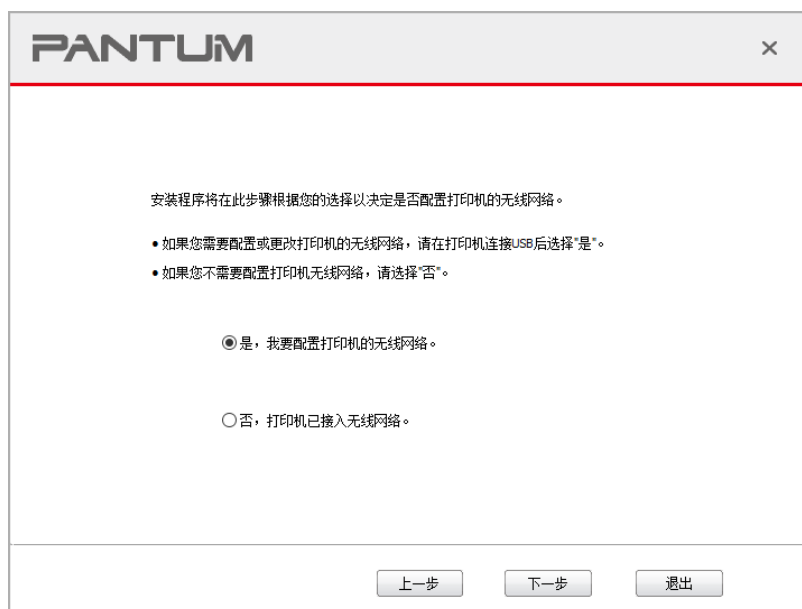 PANTUM
安装程序将在此步骤根据您的选择以决定是否配置打印机的无线网络。
• 如果您需要配置或更改打印机的无线网络，请在打印机连接USB后选择"是"。
• 如果您不需要配置打印机无线网络，请选择"否"。
是，我要配置打印机的无线网络。
否，打印机已接入无线网络。
上一步 下一步 退出